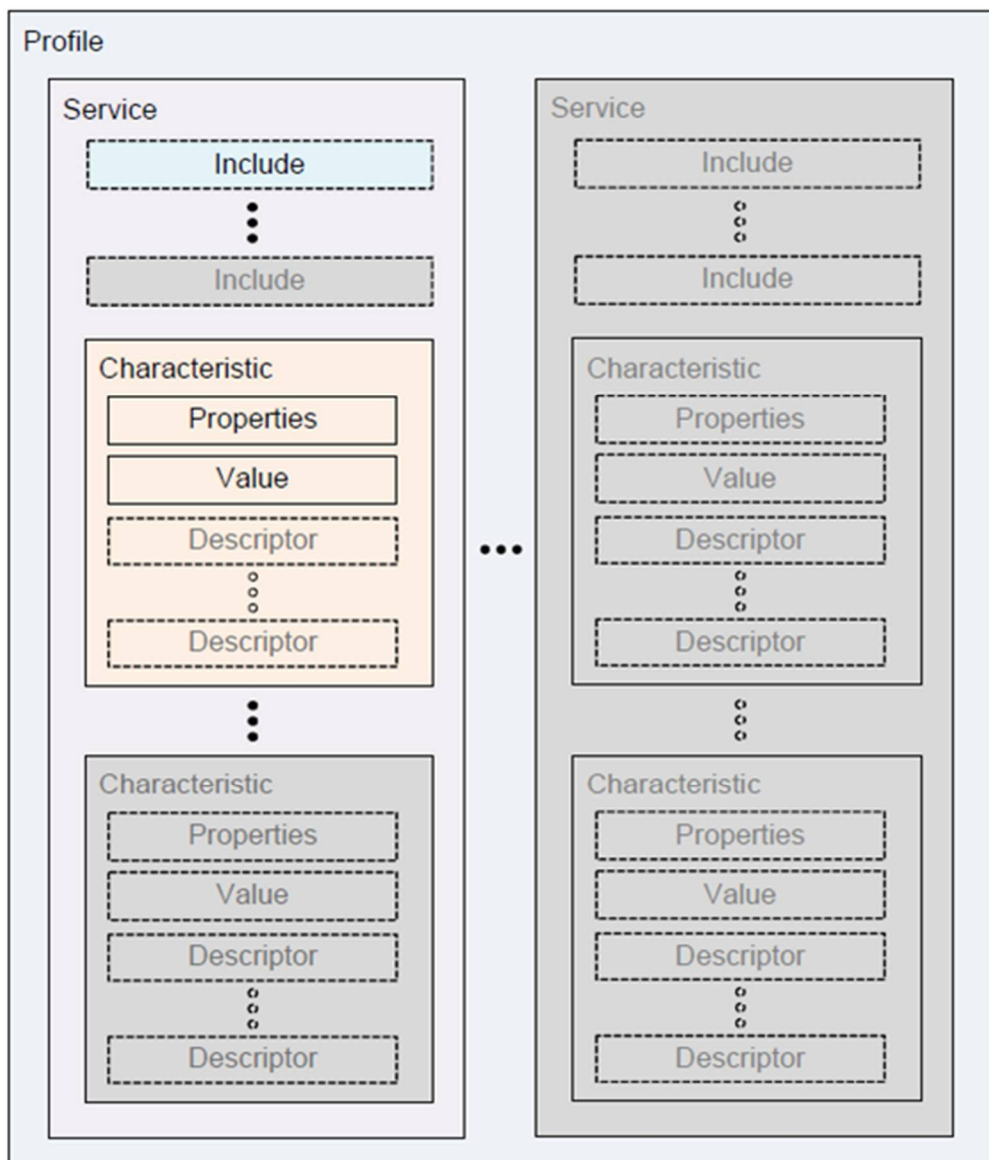 Profile
Service
Include
Include
Characteristic
Properties
Value
Descriptor
Descriptor
Characteristic
Properties
Value
Descriptor
Descriptor
Service
Include
Include
Characteristic
Properties
Value
Descriptor
Descriptor
Characteristic
Properties
Value
Descriptor
Descriptor